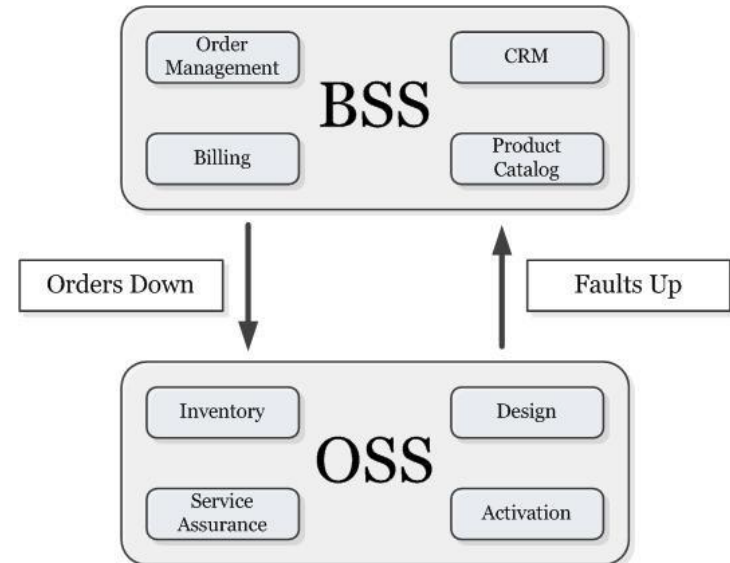 Order
Management
CRM
BSS
Billing
Product
Catalog
Orders Down
Faults Up
Inventory
Design
OSS
Service
Assurance
Activation